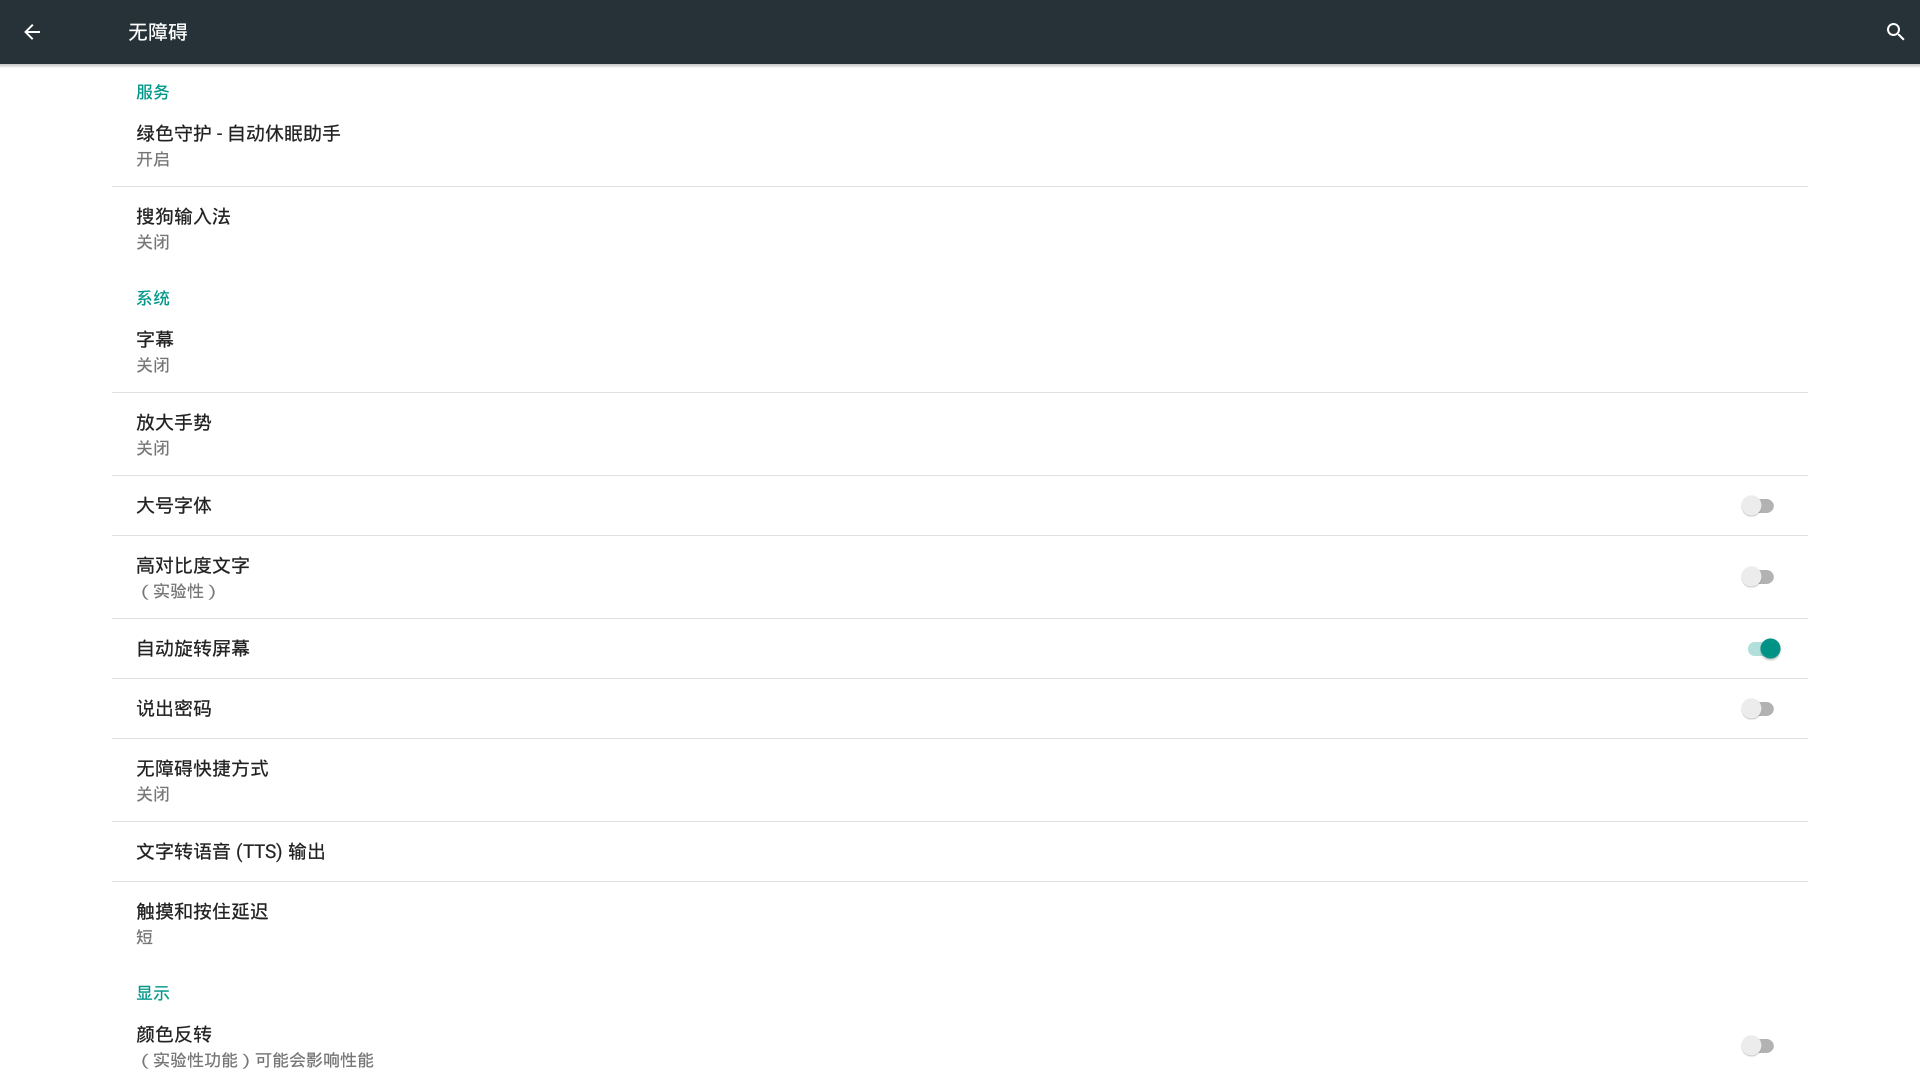 无障碍
服务
绿色守护 - 自动休眠助手
开启
搜狗输入法
关闭
系统
字幕
关闭
放大手势
关闭
大号字体
高对比度文字
（实验性）
自动旋转屏幕
说出密码
无障碍快捷方式
关闭
文字转语音 (TTS) 输出
触摸和按住延迟
短
显示
颜色反转
（实验性功能）可能会影响性能